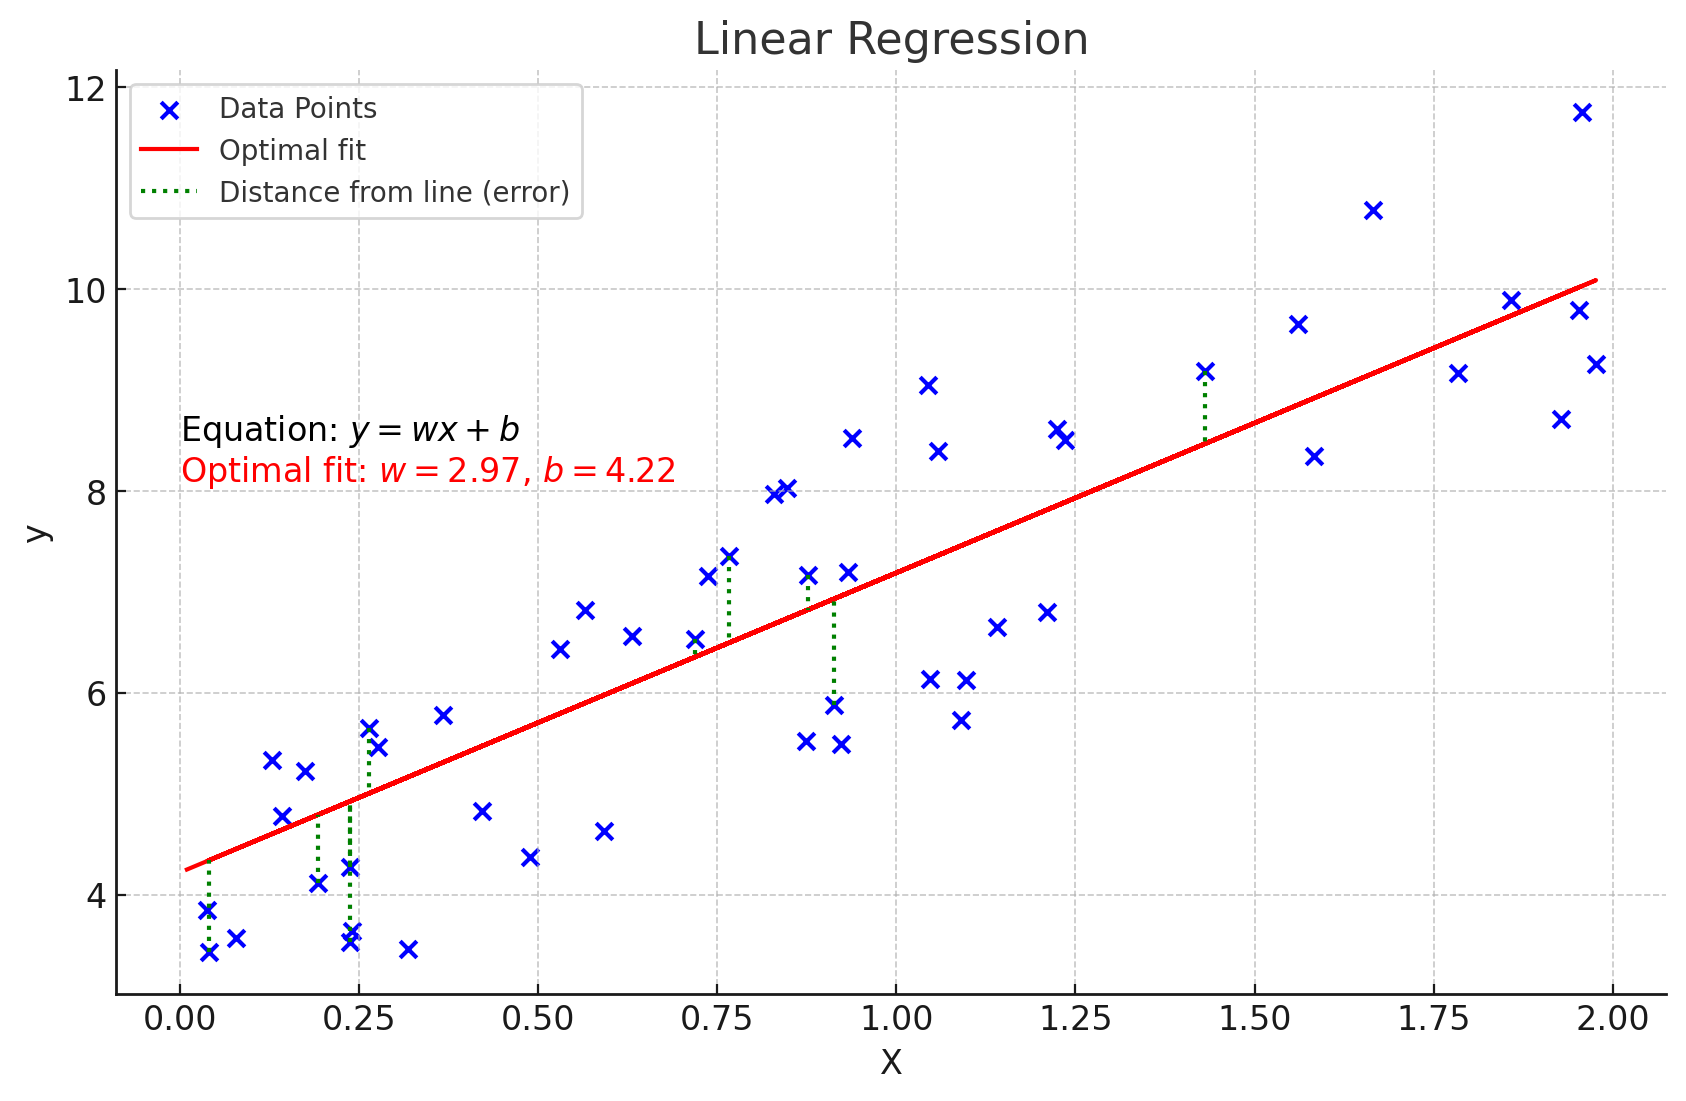 Linear Regression
Data Points
Optimal fit
Distance from line (error)
Equation: y = wx + b
Optimal fit: w = 2.97, b = 4.22
12
10
8
6
4
y
0.00 0.25 0.50 0.75 1.00 1.25 1.50 1.75 2.00
X